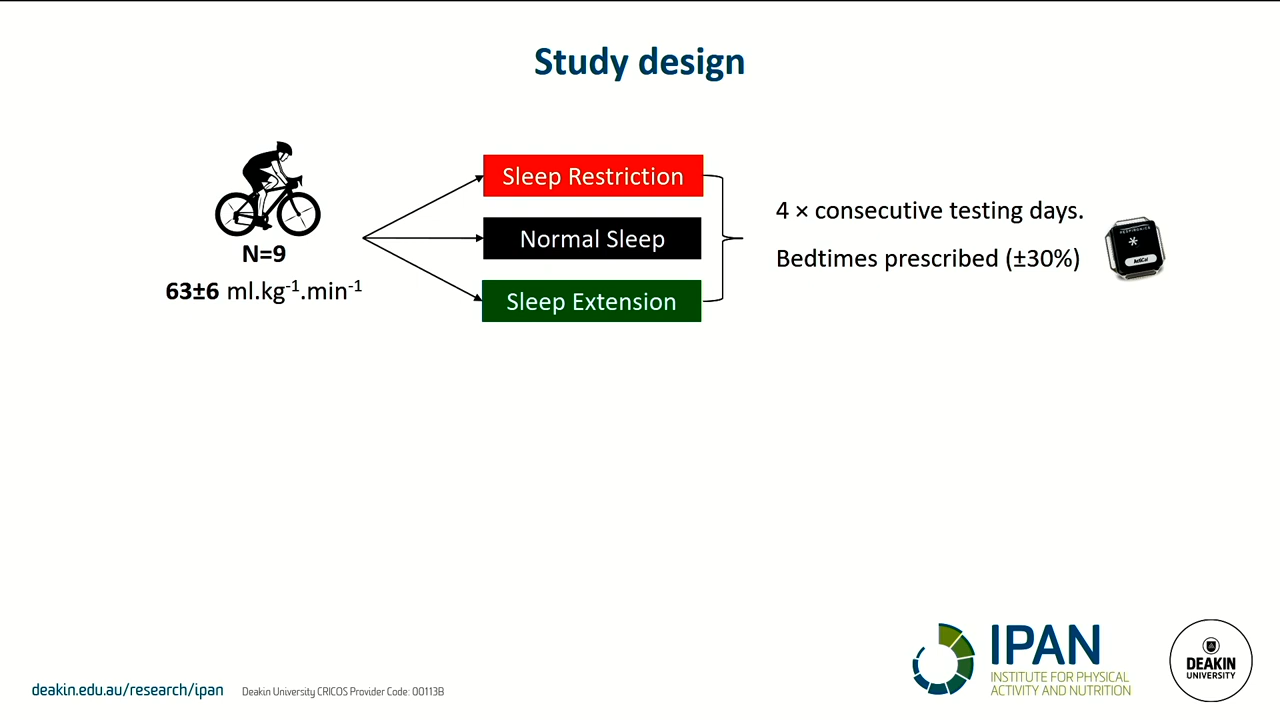 Study design
Sleep Restriction
Normal Sleep
Sleep Extension
N=9
63±6 ml.kg⁻¹.min⁻¹
4 × consecutive testing days.
Bedtimes prescribed (±30%)
RESPIRONICS
MiniCal
IPAN
INSTITUTE FOR PHYSICAL
ACTIVITY AND NUTRITION
DEAKIN
UNIVERSITY
deakin.edu.au/research/ipan
Deakin University CRICOS Provider Code: 00113B